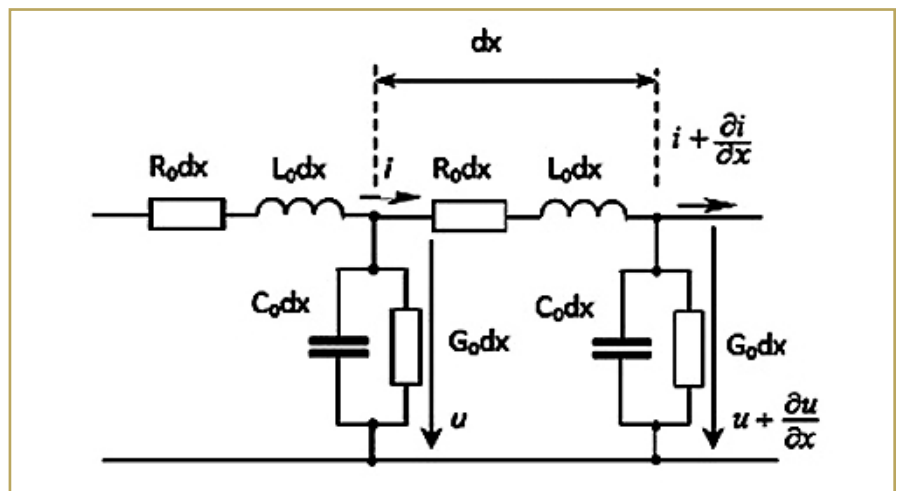 dx
i + ∂i/∂x
R₀dx L₀dx i R₀dx L₀dx
C₀dx G₀dx C₀dx G₀dx
u u + ∂u/∂x